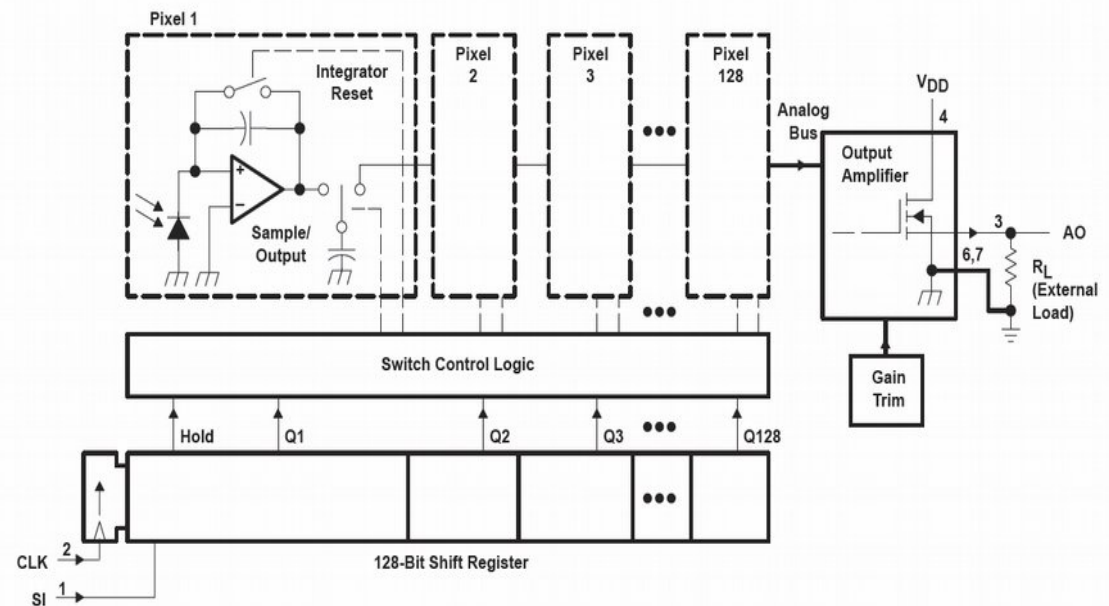 Pixel 1
Integrator
Reset
+
−
Sample/
Output
Pixel
2
Pixel
3
Pixel
128
Analog
Bus
VDD
4
Output
Amplifier
3
AO
6,7
RL
(External
Load)
Gain
Trim
Switch Control Logic
Hold
Q1
Q2
Q3
Q128
CLK
2
SI
1
128-Bit Shift Register